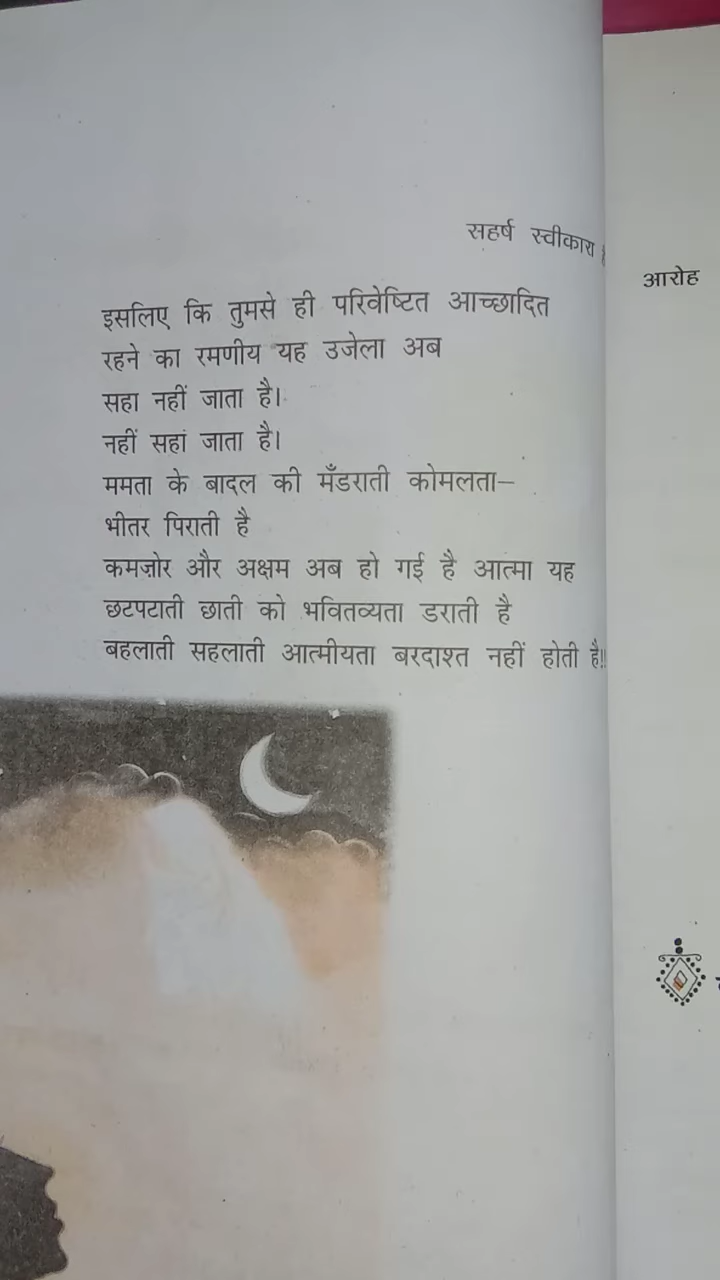 सहर्ष स्वीकारा
आरोह
इसलिए कि तुमसे ही परिवेष्टित आच्छादित
रहने का रमणीय यह उजेला अब
सहा नहीं जाता है।
नहीं सहा जाता है।
ममता के बादल की मँडराती कोमलता–
भीतर पिराती है
कमज़ोर और अक्षम अब हो गई है आत्मा यह
छटपटाती छाती को भवितव्यता डराती है
बहलाती सहलाती आत्मीयता बरदाश्त नहीं होती है!!